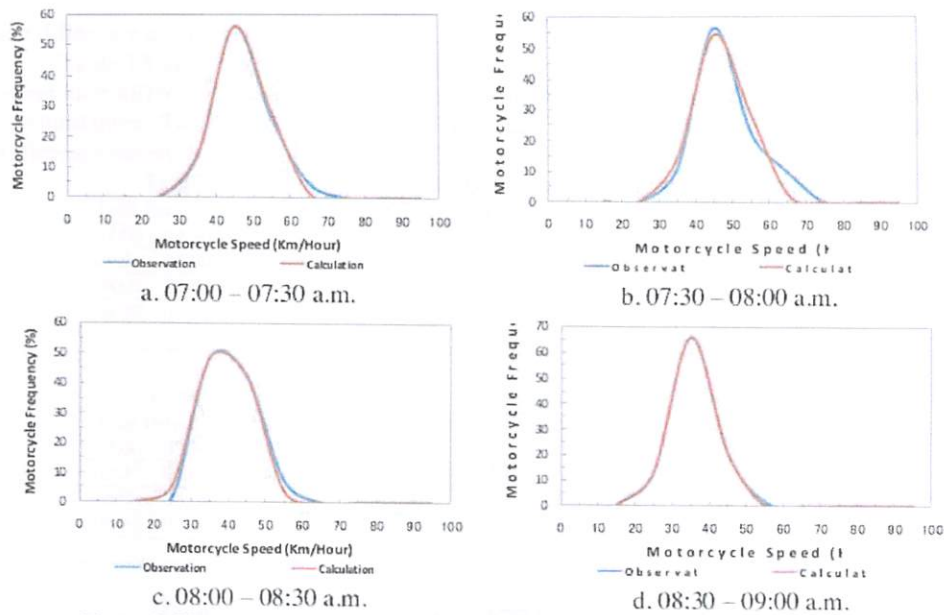 Motorcycle Frequency (%)
60
50
40
30
20
10
0
0 10 20 30 40 50 60 70 80 90 100
Motorcycle Speed (Km/Hour)
Observation Calculation
a. 07:00 – 07:30 a.m.
Motorcycle Frequ
60
50
40
30
20
10
0
0 10 20 30 40 50 60 70 80 90 100
Motorcycle Speed (
Observat Calculat
b. 07:30 – 08:00 a.m.
Motorcycle Frequency (%)
60
50
40
30
20
10
0
0 10 20 30 40 50 60 70 80 90 100
Motorcycle Speed (Km/Hour)
Observation Calculation
c. 08:00 – 08:30 a.m.
Motorcycle Frequ
70
60
50
40
30
20
10
0
0 10 20 30 40 50 60 70 80 90 100
Motorcycle Speed (
Observat Calculat
d. 08:30 – 09:00 a.m.